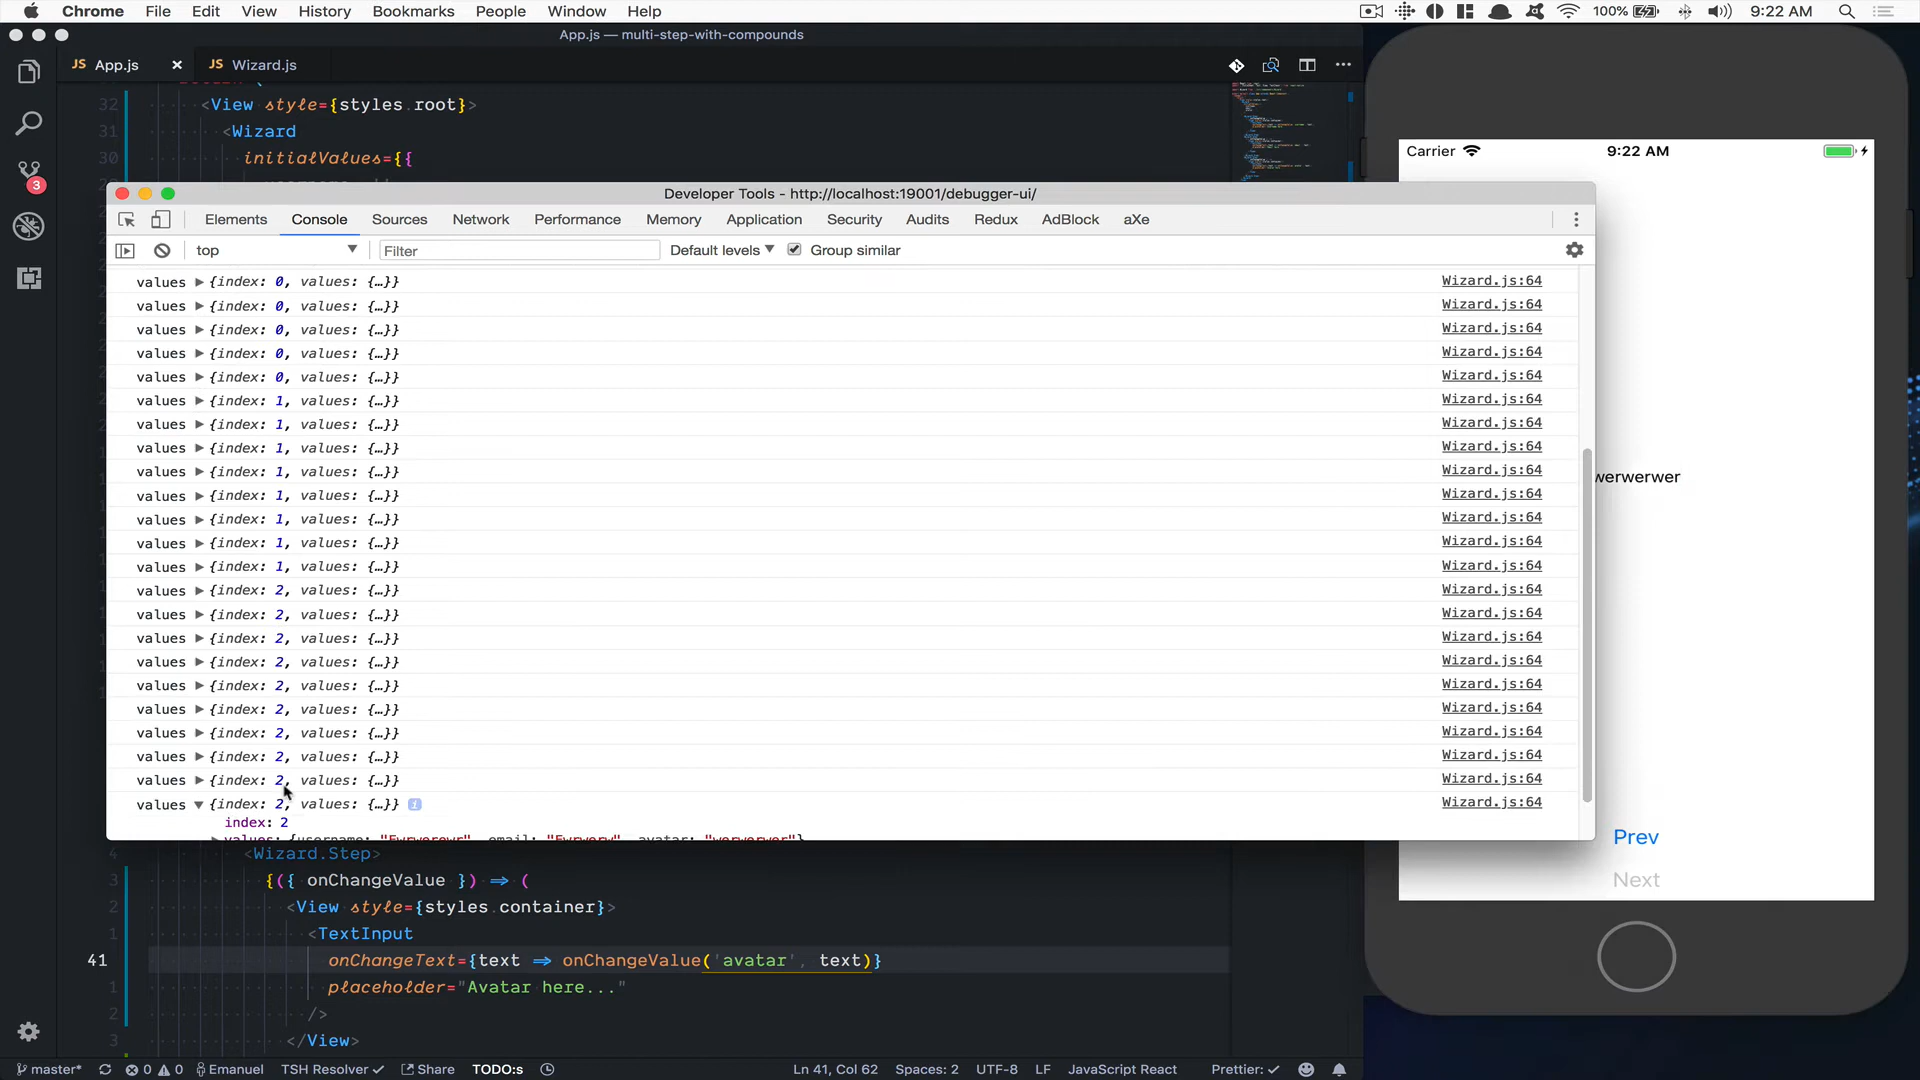 Chrome File Edit View History Bookmarks People Window Help 100% 9:22 AM
App.js — multi-step-with-compounds
JS App.js × JS Wizard.js
32 <View style={styles.root}>
31 <Wizard
30 initialValues={{
Carrier 9:22 AM
Developer Tools - http://localhost:19001/debugger-ui/
Elements Console Sources Network Performance Memory Application Security Audits Redux AdBlock aXe
top Filter Default levels Group similar
values {index: 0, values: {…}} Wizard.js:64
values {index: 0, values: {…}} Wizard.js:64
values {index: 0, values: {…}} Wizard.js:64
values {index: 0, values: {…}} Wizard.js:64
values {index: 0, values: {…}} Wizard.js:64
values {index: 1, values: {…}} Wizard.js:64
values {index: 1, values: {…}} Wizard.js:64
values {index: 1, values: {…}} Wizard.js:64
values {index: 1, values: {…}} Wizard.js:64
values {index: 1, values: {…}} Wizard.js:64
values {index: 1, values: {…}} Wizard.js:64
values {index: 1, values: {…}} Wizard.js:64
values {index: 1, values: {…}} Wizard.js:64
values {index: 2, values: {…}} Wizard.js:64
values {index: 2, values: {…}} Wizard.js:64
values {index: 2, values: {…}} Wizard.js:64
values {index: 2, values: {…}} Wizard.js:64
values {index: 2, values: {…}} Wizard.js:64
values {index: 2, values: {…}} Wizard.js:64
values {index: 2, values: {…}} Wizard.js:64
values {index: 2, values: {…}} Wizard.js:64
values {index: 2, values: {…}} Wizard.js:64
values {index: 2, values: {…}} i Wizard.js:64
index: 2
werwerwer
Prev
Next
4 <Wizard.Step>
3 {({ onChangeValue }) => (
2 <View style={styles.container}>
1 <TextInput
41 onChangeText={text => onChangeValue('avatar', text)}
1 placeholder="Avatar here..."
2 />
3 </View>
3
master* 0 0 Emanuel TSH Resolver ✓ Share TODO:s Ln 41, Col 62 Spaces: 2 UTF-8 LF JavaScript React Prettier: ✓